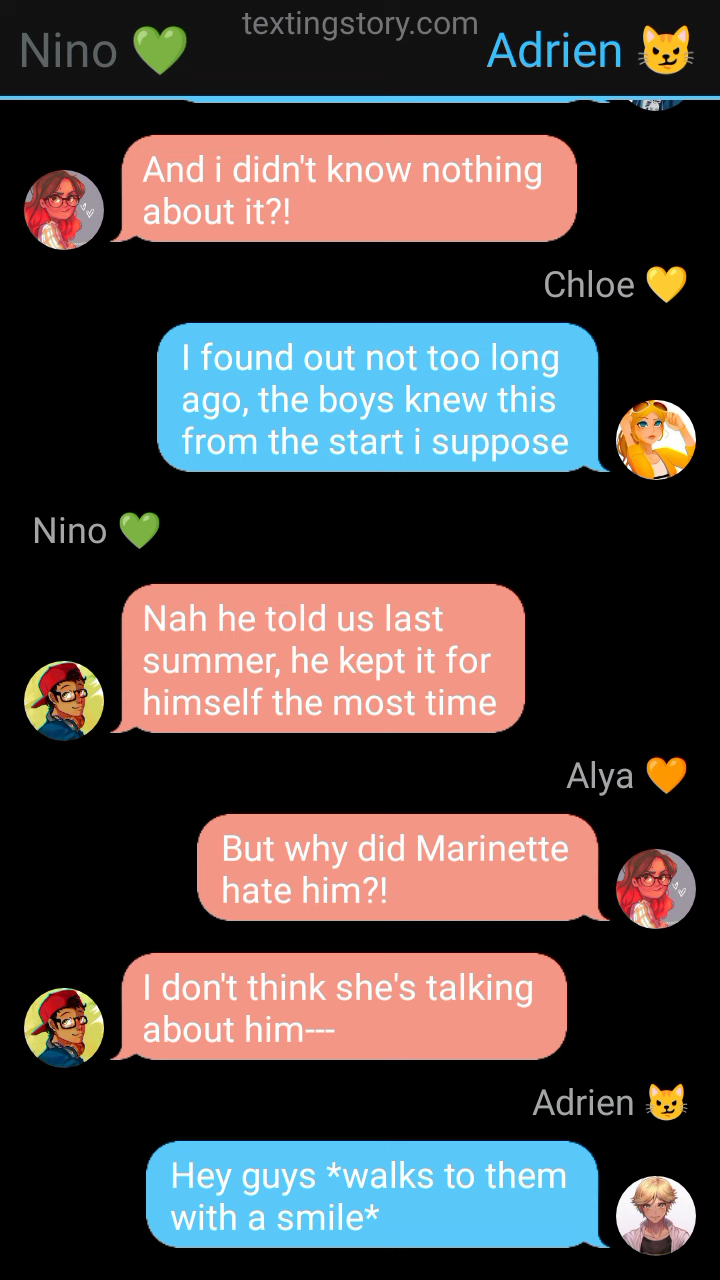 textingstory.com
Nino 💚
Adrien 😼
And i didn't know nothing
about it?!
Chloe 💛
I found out not too long
ago, the boys knew this
from the start i suppose
Nino 💚
Nah he told us last
summer, he kept it for
himself the most time
Alya 🧡
But why did Marinette
hate him?!
I don't think she's talking
about him---
Adrien 😼
Hey guys *walks to them
with a smile*